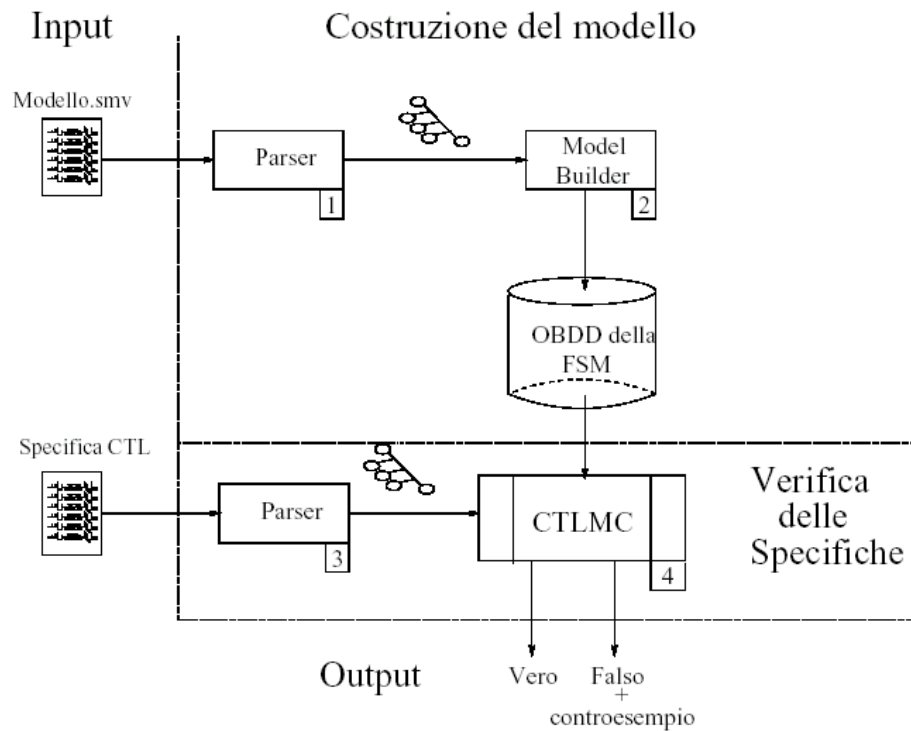 Input
Costruzione del modello
Modello.smv
Parser
1
Model
Builder
2
OBDD della
FSM
Specifica CTL
Parser
3
CTLMC
4
Verifica
delle
Specifiche
Output
Vero
Falso
+
controesempio